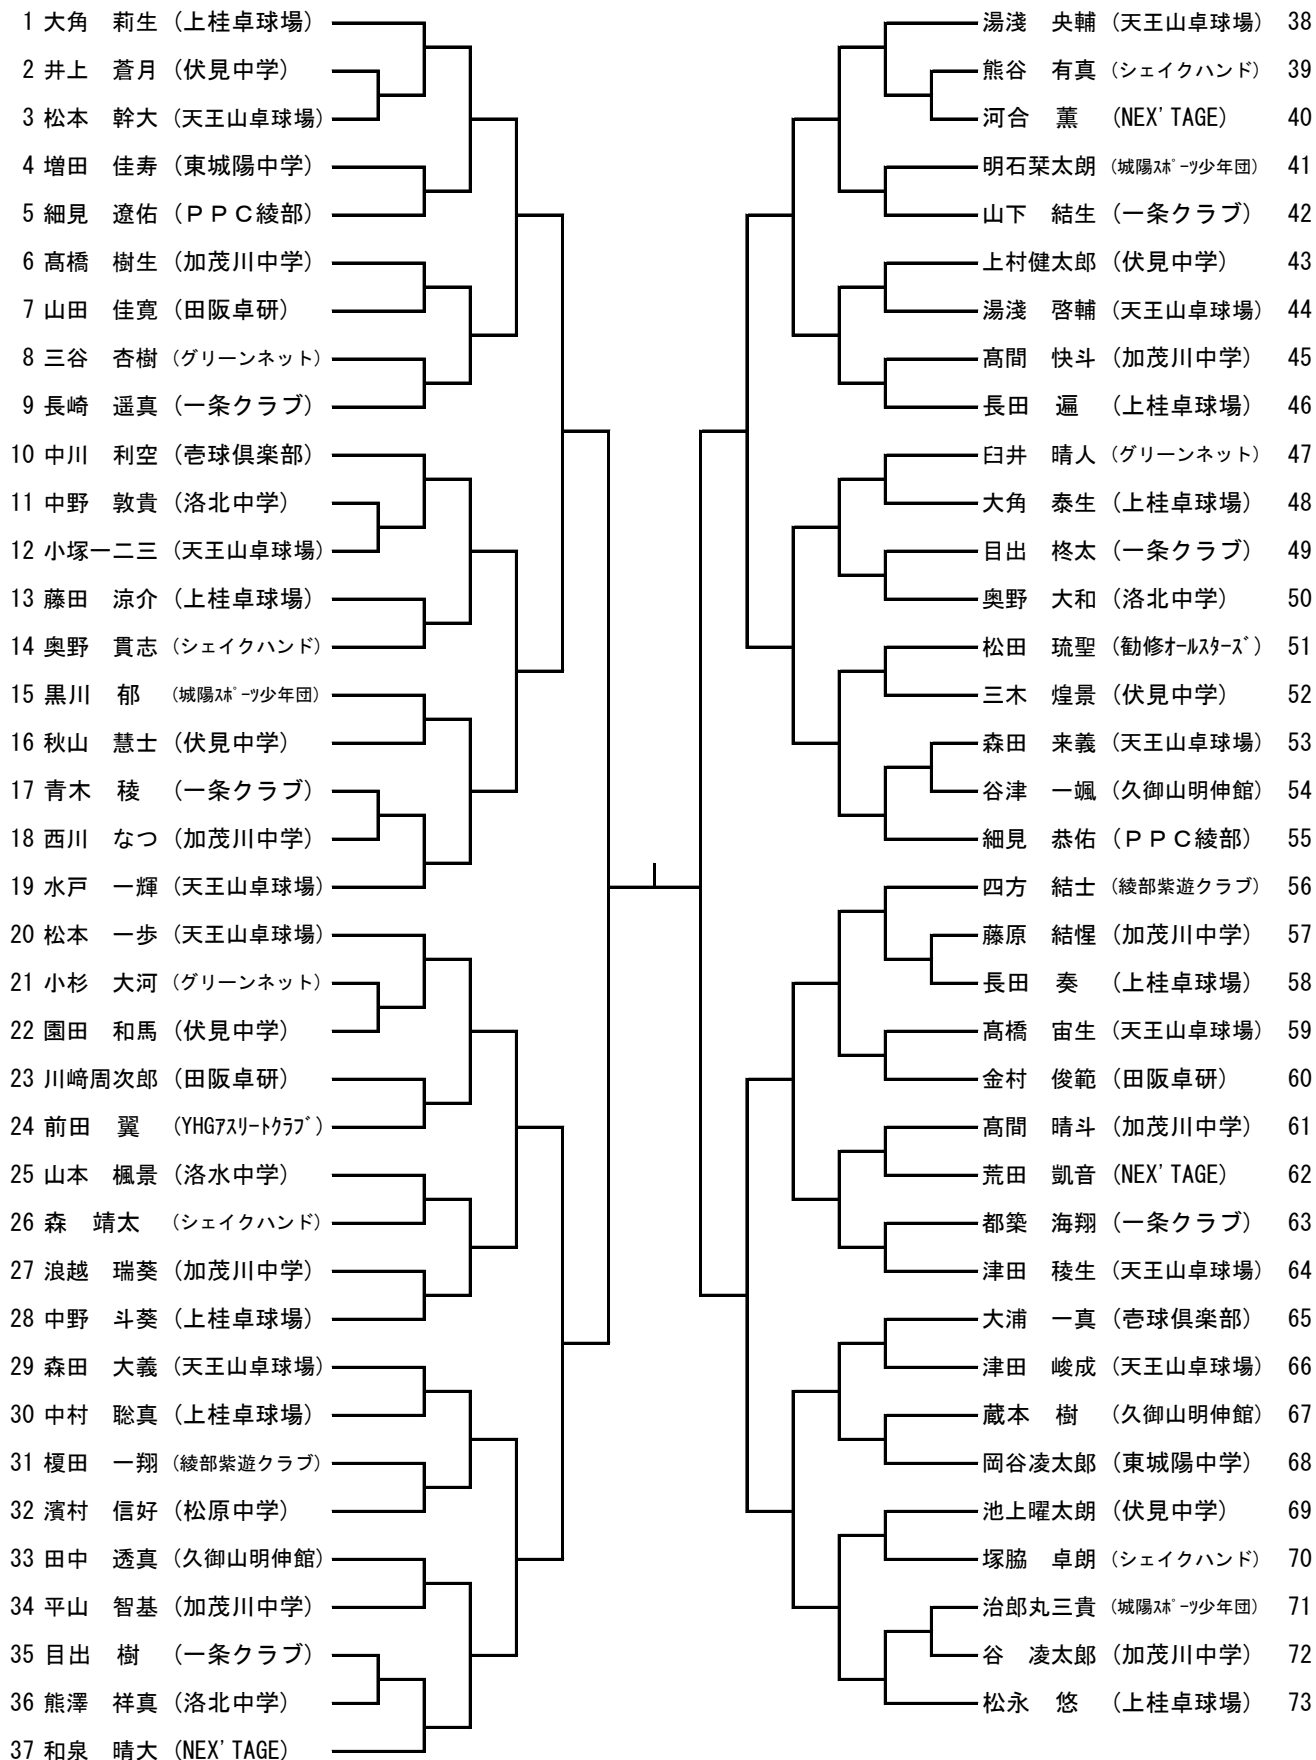 1 大角　莉生 (上桂卓球場)
2 井上　蒼月 (伏見中学)
3 松本　幹大 (天王山卓球場)
4 増田　佳寿 (東城陽中学)
5 細見　遼佑 (ＰＰＣ綾部)
6 髙橋　樹生 (加茂川中学)
7 山田　佳寛 (田阪卓研)
8 三谷　杏樹 (グリーンネット)
9 長崎　遥真 (一条クラブ)
10 中川　利空 (壱球倶楽部)
11 中野　敦貴 (洛北中学)
12 小塚一二三 (天王山卓球場)
13 藤田　涼介 (上桂卓球場)
14 奥野　貫志 (シェイクハンド)
15 黒川　郁 (城陽ｽﾎﾟｰﾂ少年団)
16 秋山　慧士 (伏見中学)
17 青木　稜 (一条クラブ)
18 西川　なつ (加茂川中学)
19 水戸　一輝 (天王山卓球場)
20 松本　一歩 (天王山卓球場)
21 小杉　大河 (グリーンネット)
22 園田　和馬 (伏見中学)
23 川﨑周次郎 (田阪卓研)
24 前田　翼 (YHGｱｽﾘｰﾄｸﾗﾌﾞ)
25 山本　楓景 (洛水中学)
26 森　靖太 (シェイクハンド)
27 浪越　瑞葵 (加茂川中学)
28 中野　斗葵 (上桂卓球場)
29 森田　大義 (天王山卓球場)
30 中村　聡真 (上桂卓球場)
31 榎田　一翔 (綾部紫遊クラブ)
32 濱村　信好 (松原中学)
33 田中　透真 (久御山明伸館)
34 平山　智基 (加茂川中学)
35 目出　樹 (一条クラブ)
36 熊澤　祥真 (洛北中学)
37 和泉　晴大 (NEX'TAGE)
湯淺　央輔 (天王山卓球場) 38
熊谷　有真 (シェイクハンド) 39
河合　薫 (NEX'TAGE) 40
明石栞太朗 (城陽ｽﾎﾟｰﾂ少年団) 41
山下　結生 (一条クラブ) 42
上村健太郎 (伏見中学) 43
湯淺　啓輔 (天王山卓球場) 44
髙間　快斗 (加茂川中学) 45
長田　遍 (上桂卓球場) 46
臼井　晴人 (グリーンネット) 47
大角　泰生 (上桂卓球場) 48
目出　柊太 (一条クラブ) 49
奥野　大和 (洛北中学) 50
松田　琉聖 (勧修ｵｰﾙｽﾀｰｽﾞ) 51
三木　煌景 (伏見中学) 52
森田　来義 (天王山卓球場) 53
谷津　一颯 (久御山明伸館) 54
細見　恭佑 (ＰＰＣ綾部) 55
四方　結士 (綾部紫遊クラブ) 56
藤原　結惺 (加茂川中学) 57
長田　奏 (上桂卓球場) 58
髙橋　宙生 (天王山卓球場) 59
金村　俊範 (田阪卓研) 60
髙間　晴斗 (加茂川中学) 61
荒田　凱音 (NEX'TAGE) 62
都築　海翔 (一条クラブ) 63
津田　稜生 (天王山卓球場) 64
大浦　一真 (壱球倶楽部) 65
津田　峻成 (天王山卓球場) 66
蔵本　樹 (久御山明伸館) 67
岡谷凌太郎 (東城陽中学) 68
池上曜太朗 (伏見中学) 69
塚脇　卓朗 (シェイクハンド) 70
治郎丸三貴 (城陽ｽﾎﾟｰﾂ少年団) 71
谷　凌太郎 (加茂川中学) 72
松永　悠 (上桂卓球場) 73